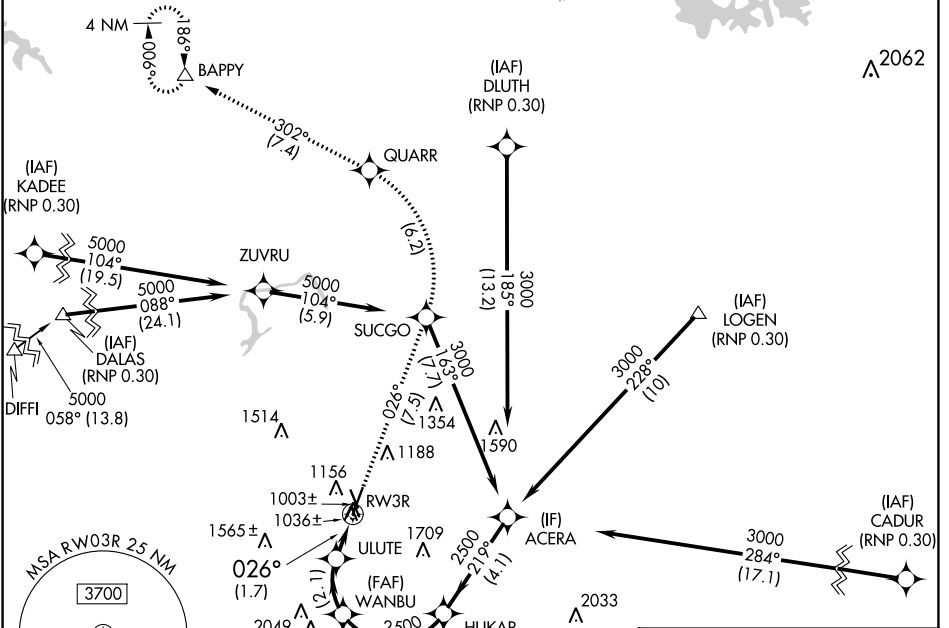 4 NM
006°
186°
BAPPY
2062
(IAF)
DLUTH
(RNP 0.30)
302°
(7.4)
QUARR
(IAF)
KADEE
(RNP 0.30)
(6.2)
5000
104°
(19.5)
ZUVRU
5000
104°
(5.9)
3000
185°
(13.2)
5000
088°
(24.1)
SUCGO
(IAF)
LOGEN
(RNP 0.30)
(IAF)
DALAS
(RNP 0.30)
3000
163°
(7.7)
3000
228°
(10)
DIFFI
5000
058° (13.8)
026°
(7.5)
1514
1354
1590
1188
1156
1003±
RW3R
1036±
(IF)
ACERA
(IAF)
CADUR
(RNP 0.30)
1565±
1709
3000
284°
(17.1)
MSA RW03R 25 NM
ULUTE
2500
219°
(4.1)
026°
(1.7)
(2.1)
(FAF)
WANBU
3700
2033
2049
2500
HUKAR